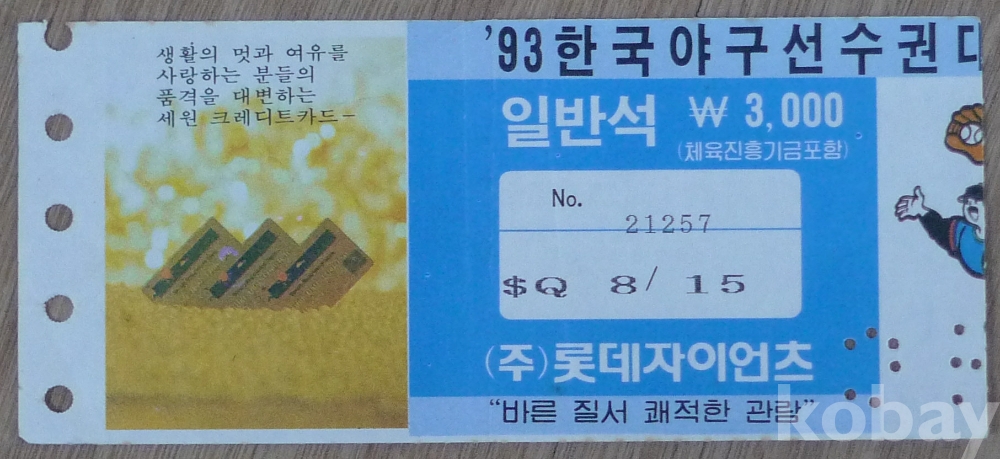 생활의 멋과 여유를
사랑하는 분들의
품격을 대변하는
세원 크레디트카드-
'93한국야구선수권대
일반석 ₩ 3,000
(체육진흥기금포함)
No.
21257
$Q 8/ 15
(주)롯데자이언츠
"바른 질서 쾌적한 관람"
kobay